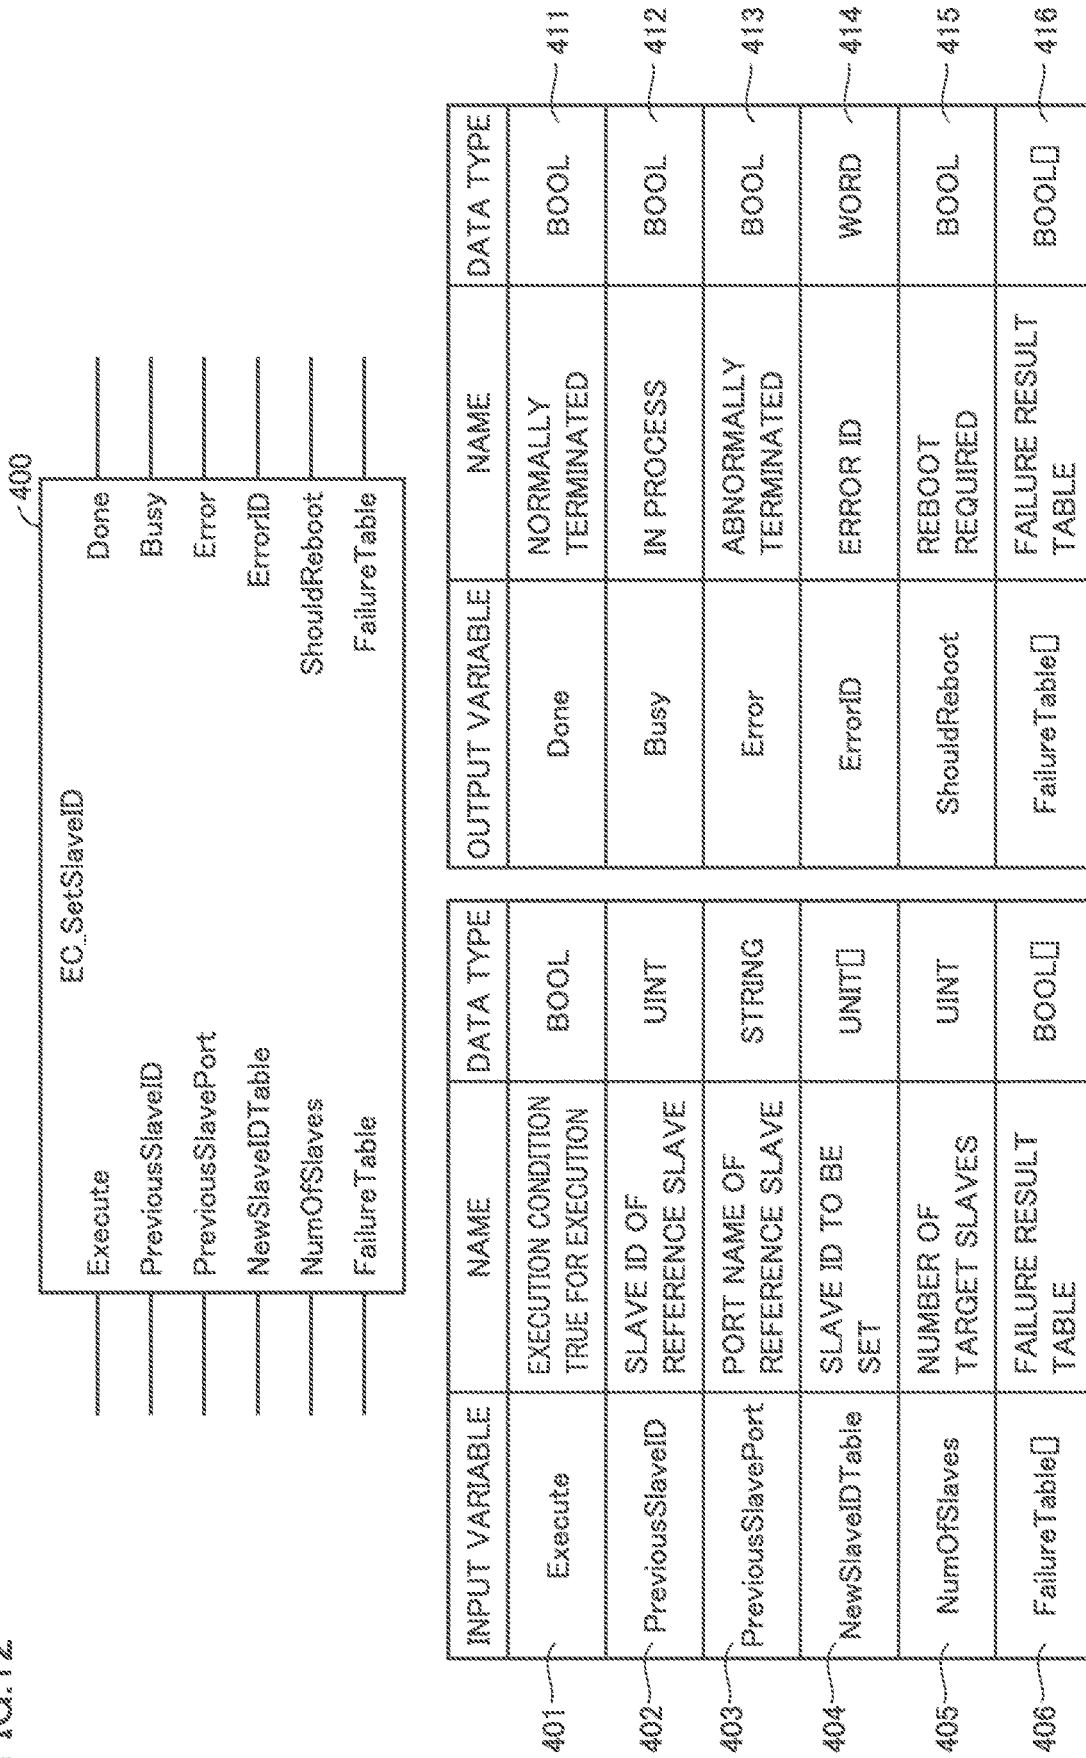 FIG.12
400
EC_SetSlaveID
Execute Done
PreviousSlaveID Busy
PreviousSlavePort Error
NewSlaveIDTable ErrorID
NumOfSlaves ShouldReboot
FailureTable FailureTable
INPUT VARIABLE NAME DATA TYPE
401 Execute EXECUTION CONDITION BOOL
TRUE FOR EXECUTION
402 PreviousSlaveID SLAVE ID OF UINT
REFERENCE SLAVE
403 PreviousSlavePort PORT NAME OF STRING
REFERENCE SLAVE
404 NewSlaveIDTable SLAVE ID TO BE UNIT[]
SET
405 NumOfSlaves NUMBER OF UINT
TARGET SLAVES
406 FailureTable[] FAILURE RESULT BOOL[]
TABLE
OUTPUT VARIABLE NAME DATA TYPE
Done NORMALLY BOOL 411
TERMINATED
Busy IN PROCESS BOOL 412
Error ABNORMALLY BOOL 413
TERMINATED
ErrorID ERROR ID WORD 414
ShouldReboot REBOOT BOOL 415
REQUIRED
FailureTable[] FAILURE RESULT BOOL[] 416
TABLE